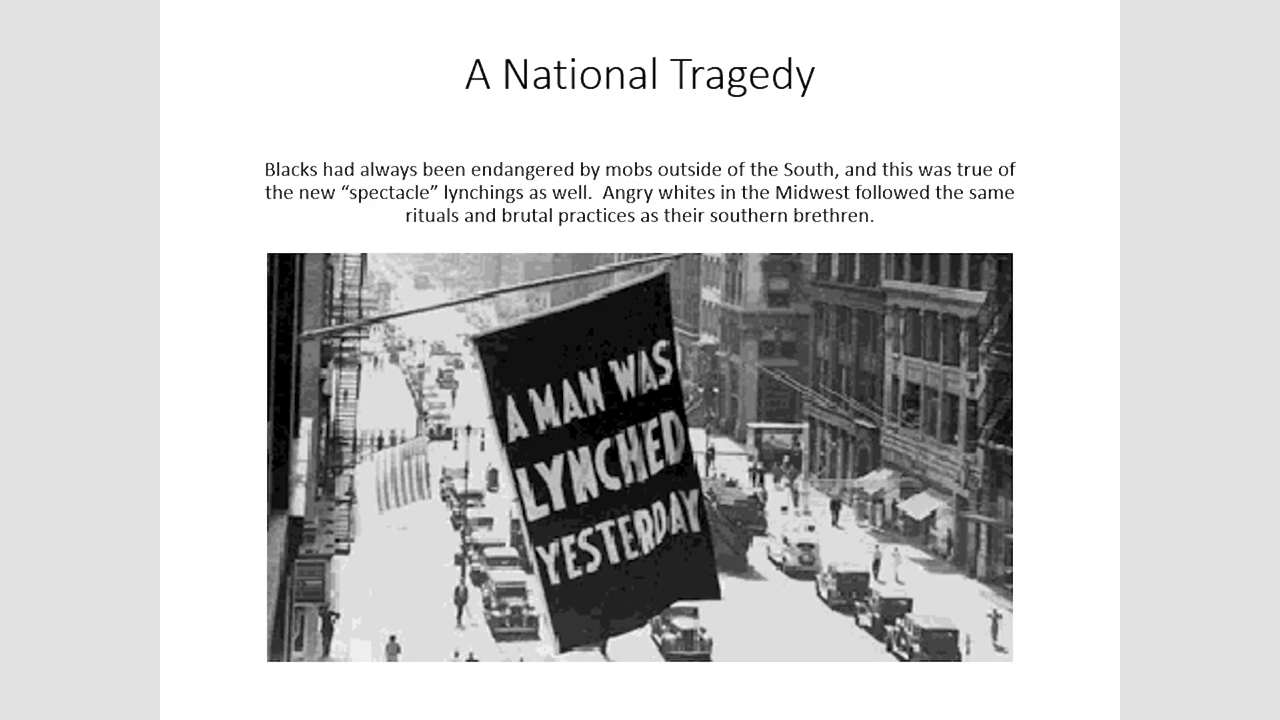 A National Tragedy
Blacks had always been endangered by mobs outside of the South, and this was true of
the new “spectacle” lynchings as well.  Angry whites in the Midwest followed the same
rituals and brutal practices as their southern brethren.
A MAN WAS
LYNCHED
YESTERDAY